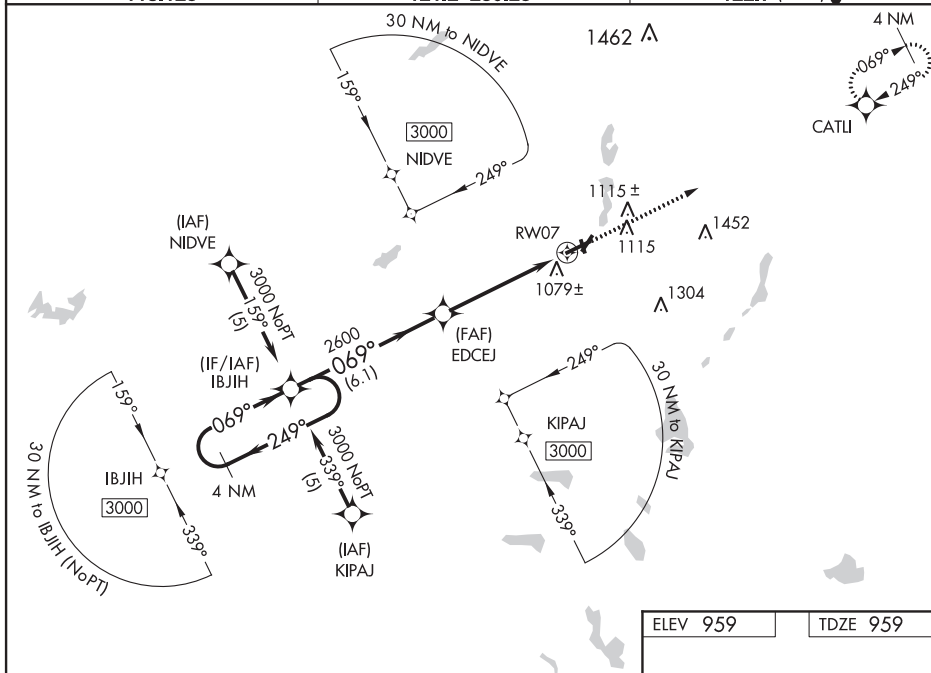 30 NM to NIDVE
159°
3000
NIDVE
249°
1462
4 NM
069°
249°
CATLI
1115 ±
1115
1452
RW07
1079±
1304
(IAF)
NIDVE
3000 NoPT
159°
(5)
(IF/IAF)
IBJIH
2600
069°
(6.1)
(FAF)
EDCEJ
069°
249°
4 NM
3000 NoPT
339°
(5)
(IAF)
KIPAJ
159°
IBJIH
3000
339°
30 NM to IBJIH (NoPT)
249°
KIPAJ
3000
339°
30 NM to KIPAJ
ELEV 959
TDZE 959